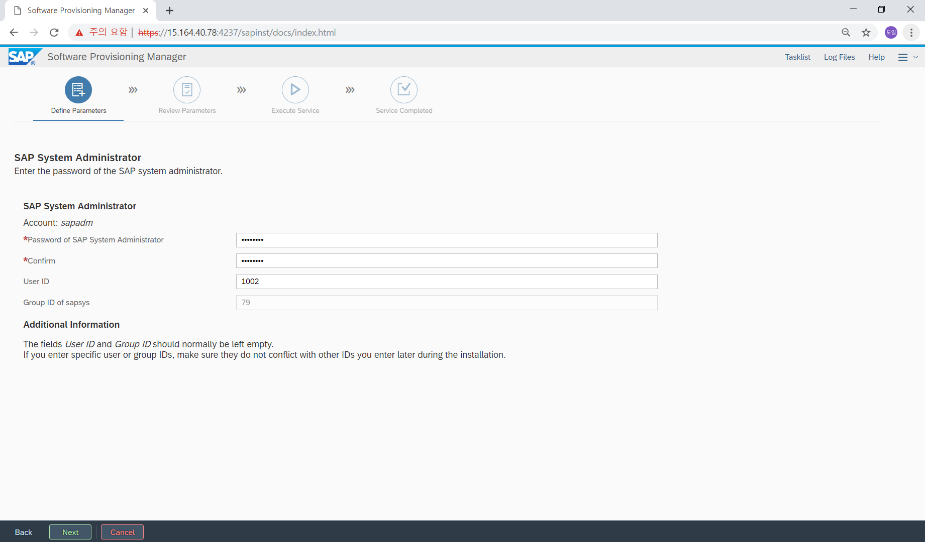 Software Provisioning Manager
주의 요함 | https://15.164.40.78:4237/sapinst/docs/index.html
도일
SAP Software Provisioning Manager
Tasklist Log Files Help
Define Parameters Review Parameters Execute Service Service Completed
SAP System Administrator
Enter the password of the SAP system administrator.
SAP System Administrator
Account: sapadm
*Password of SAP System Administrator ••••••••
*Confirm ••••••••
User ID 1002
Group ID of sapsys 79
Additional Information
The fields User ID and Group ID should normally be left empty.
If you enter specific user or group IDs, make sure they do not conflict with other IDs you enter later during the installation.
Back Next Cancel